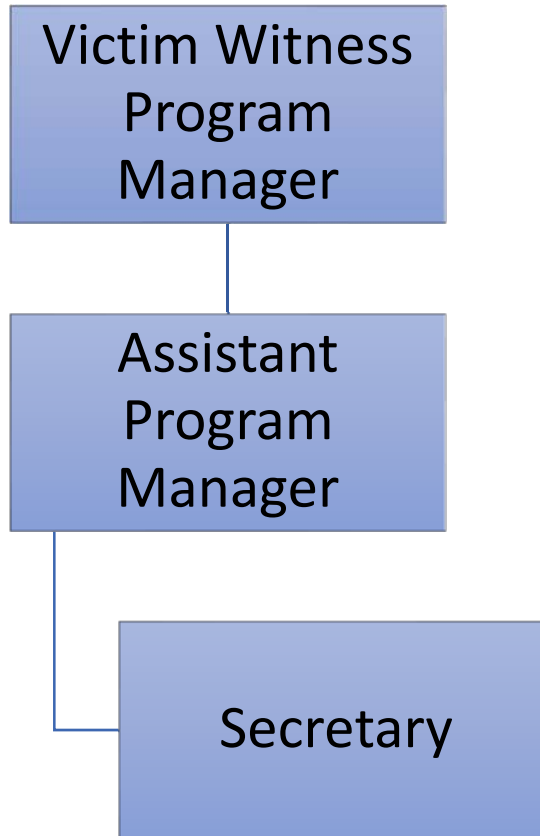 Victim Witness
Program
Manager
Assistant
Program
Manager
Secretary